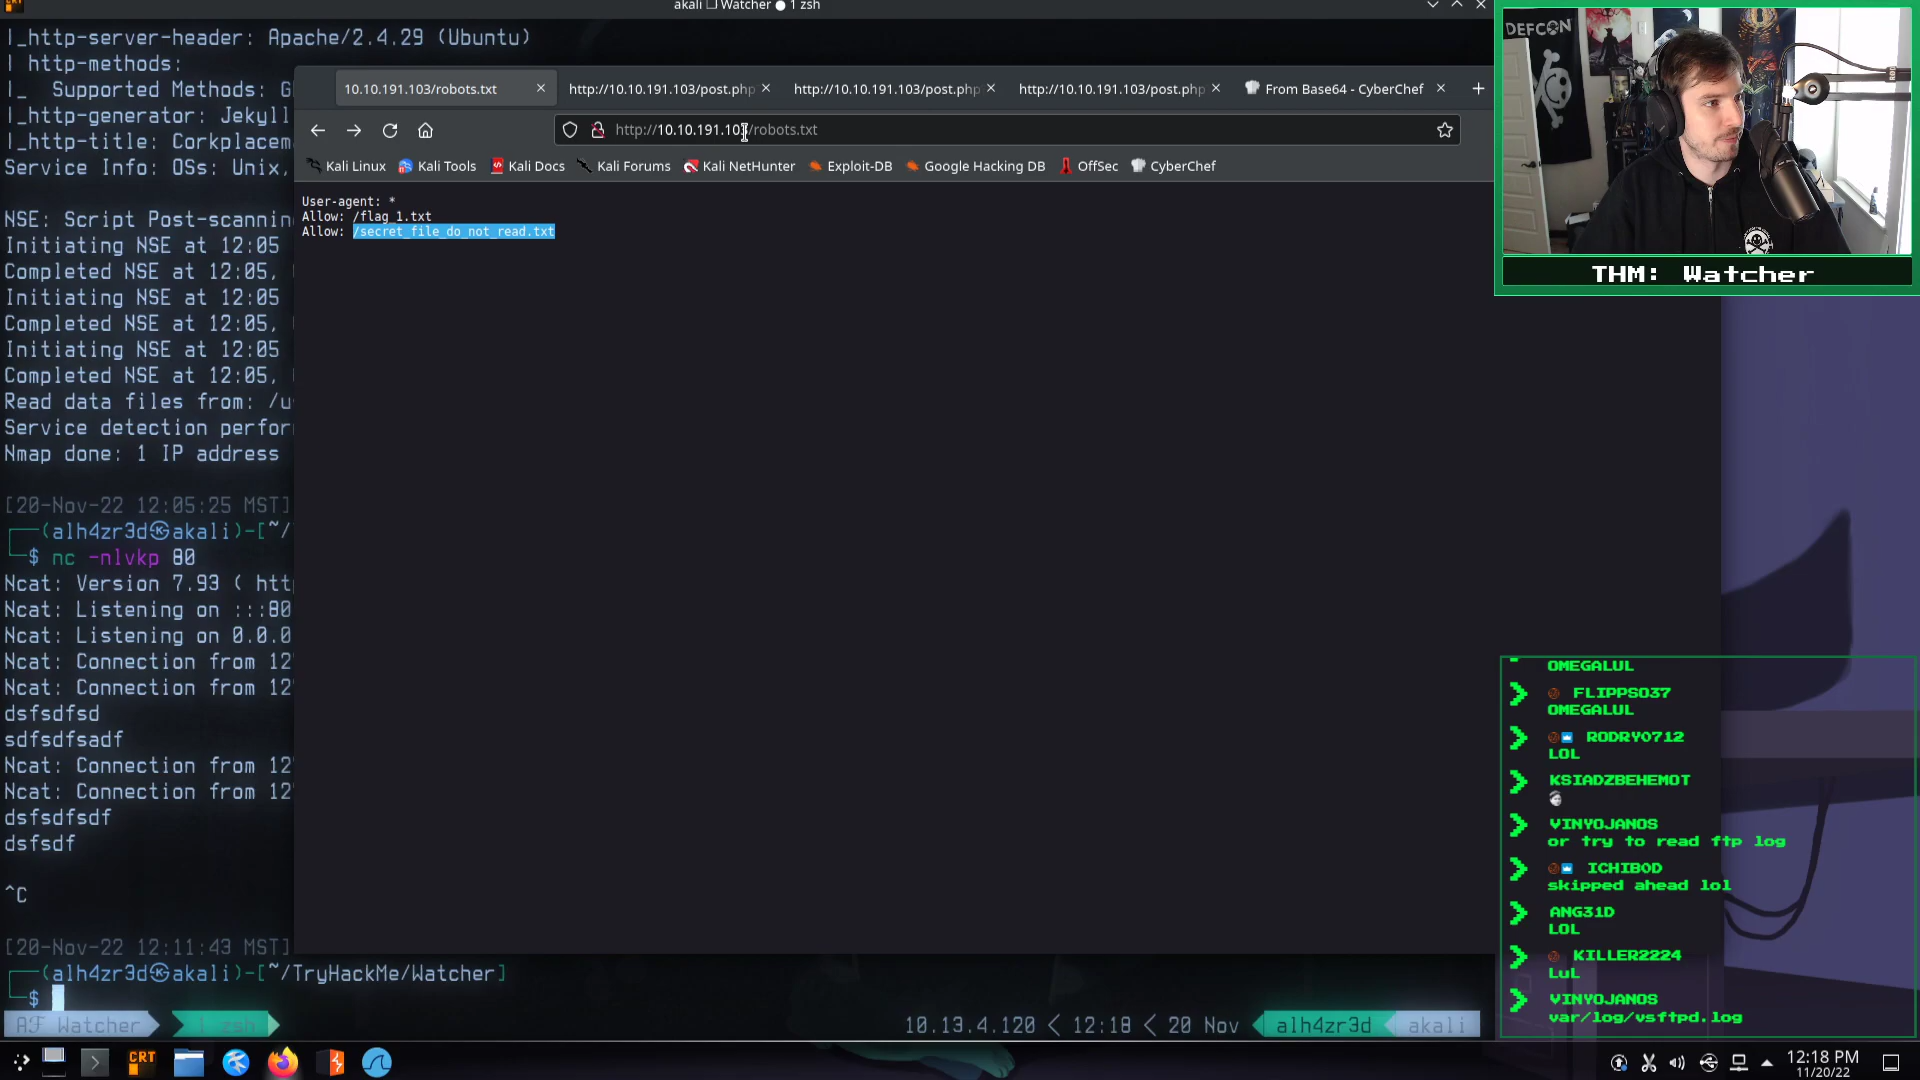 akali Watcher 1 zsh
|_http-server-header: Apache/2.4.29 (Ubuntu)
| http-methods:
|_  Supported Methods: G
|_http-generator: Jekyll
|_http-title: Corkplacem
Service Info: OSs: Unix,
NSE: Script Post-scannin
Initiating NSE at 12:05
Completed NSE at 12:05,
Initiating NSE at 12:05
Completed NSE at 12:05,
Initiating NSE at 12:05
Completed NSE at 12:05,
Read data files from: /u
Service detection perfor
Nmap done: 1 IP address
[20-Nov-22 12:05:25 MST]
(alh4zr3d㉿akali)-[~/
$ nc -nlvkp 80
Ncat: Version 7.93 ( htt
Ncat: Listening on :::80
Ncat: Listening on 0.0.0
Ncat: Connection from 12
Ncat: Connection from 12
dsfsdfsd
sdfsdfsadf
Ncat: Connection from 12
Ncat: Connection from 12
dsfsdfsdf
dsfsdf
^C
[20-Nov-22 12:11:43 MST]
(alh4zr3d㉿akali)-[~/TryHackMe/Watcher]
$
Watcher 1 zsh 10.13.4.120 < 12:18 < 20 Nov alh4zr3d akali
10.10.191.103/robots.txt http://10.10.191.103/post.php http://10.10.191.103/post.php http://10.10.191.103/post.php From Base64 - CyberChef
http://10.10.191.103/robots.txt
Kali Linux Kali Tools Kali Docs Kali Forums Kali NetHunter Exploit-DB Google Hacking DB OffSec CyberChef
User-agent: *
Allow: /flag_1.txt
Allow: /secret_file_do_not_read.txt
DEFCON
THM: Watcher
OMEGALUL
FLIPPSO37
OMEGALUL
RODRY0712
LOL
KSIADZBEHEMOT
VINYOJANOS
or try to read ftp log
ICHIBOD
skipped ahead lol
ANG31D
LOL
KILLER2224
LuL
VINYOJANOS
var/log/vsftpd.log
CRT
12:18 PM
11/20/22